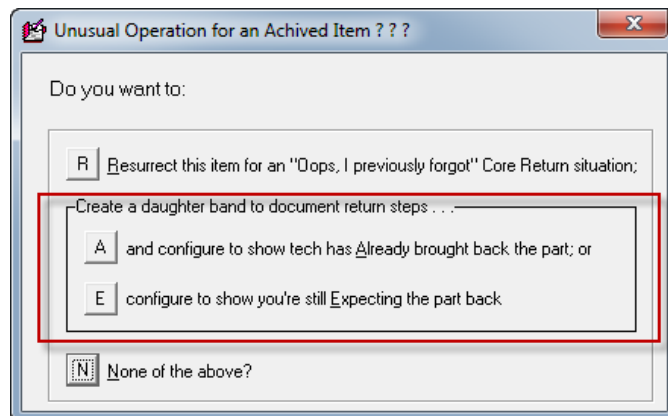 Unusual Operation for an Achived Item ? ? ?
Do you want to:
R Resurrect this item for an "Oops, I previously forgot" Core Return situation;
Create a daughter band to document return steps . . .
A and configure to show tech has Already brought back the part; or
E configure to show you're still Expecting the part back
N None of the above?